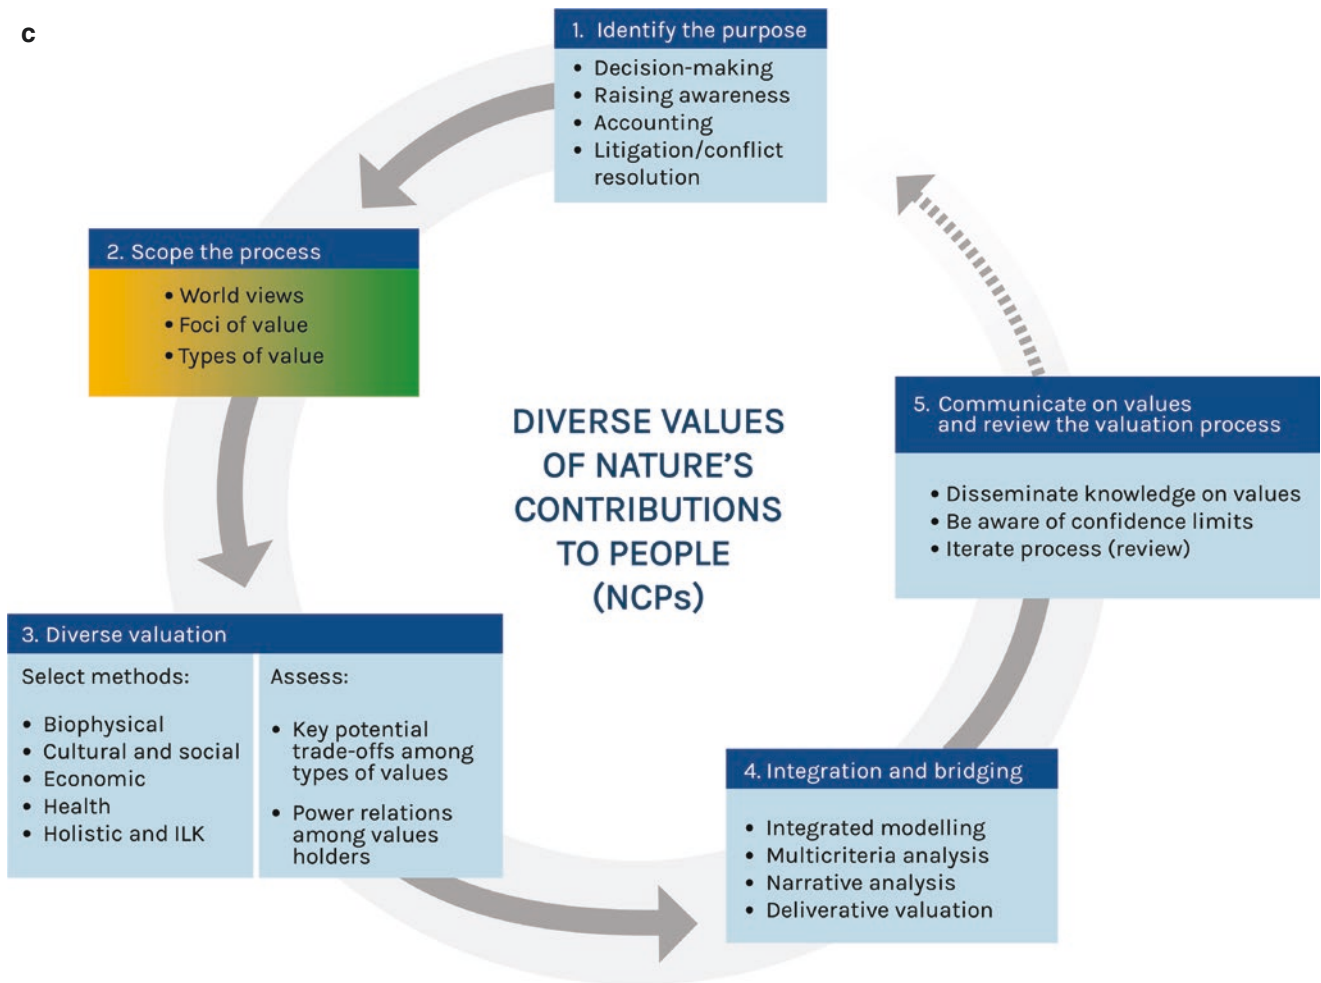 c
1. Identify the purpose
• Decision-making
• Raising awareness
• Accounting
• Litigation/conflict
resolution
2. Scope the process
• World views
• Foci of value
• Types of value
DIVERSE VALUES
OF NATURE'S
CONTRIBUTIONS
TO PEOPLE
(NCPs)
3. Diverse valuation
Select methods:
• Biophysical
• Cultural and social
• Economic
• Health
• Holistic and ILK
Assess:
• Key potential
trade-offs among
types of values
• Power relations
among values
holders
4. Integration and bridging
• Integrated modelling
• Multicriteria analysis
• Narrative analysis
• Deliverative valuation
5. Communicate on values
and review the valuation process
• Disseminate knowledge on values
• Be aware of confidence limits
• Iterate process (review)